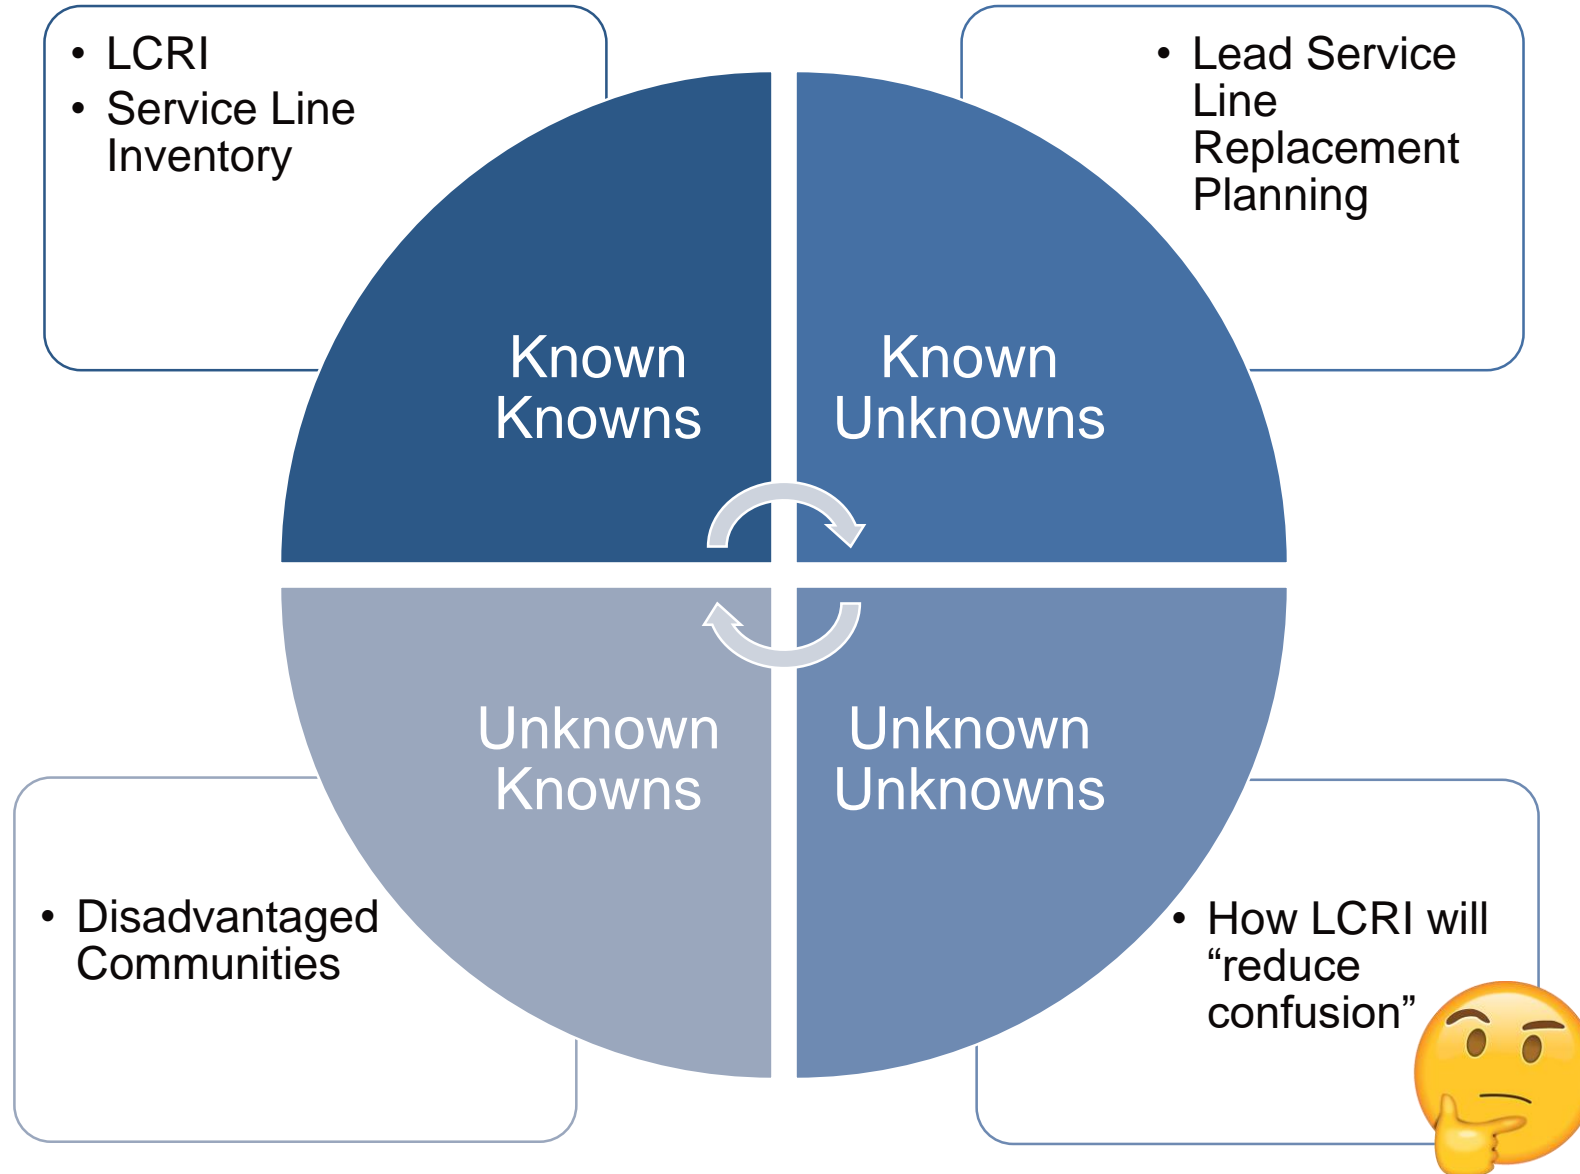 • LCRI
• Service Line
Inventory
• Lead Service
Line
Replacement
Planning
Known
Knowns
Known
Unknowns
Unknown
Knowns
Unknown
Unknowns
• Disadvantaged
Communities
• How LCRI will
“reduce
confusion”